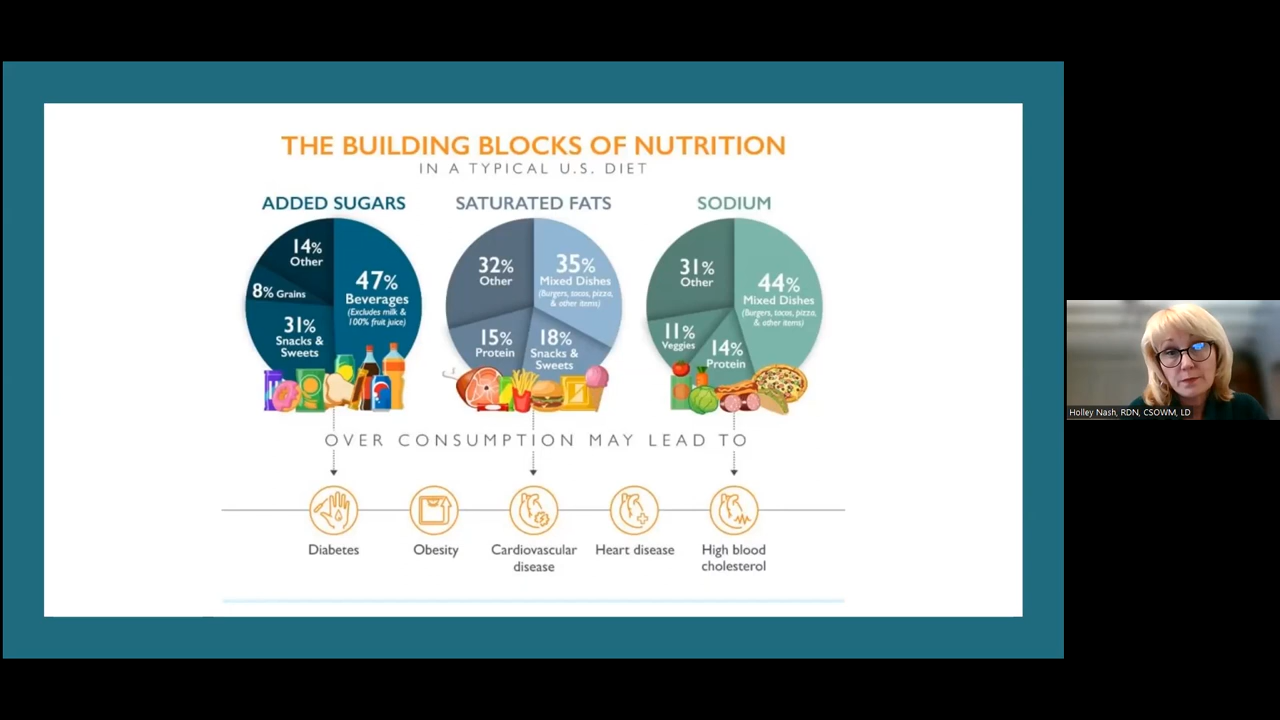 THE BUILDING BLOCKS OF NUTRITION
IN A TYPICAL U.S. DIET
ADDED SUGARS
14%
Other
8% Grains
47%
Beverages
(Excludes milk &
100% fruit juice)
31%
Snacks &
Sweets
SATURATED FATS
32%
Other
35%
Mixed Dishes
(Burgers, tacos, pizza,
& other items)
15%
Protein
18%
Snacks &
Sweets
SODIUM
31%
Other
44%
Mixed Dishes
(Burgers, tacos, pizza,
& other items)
11%
Veggies
14%
Protein
OVER CONSUMPTION MAY LEAD TO
Diabetes
Obesity
Cardiovascular
disease
Heart disease
High blood
cholesterol
Holley Nash, RDN, CSOWM, LD